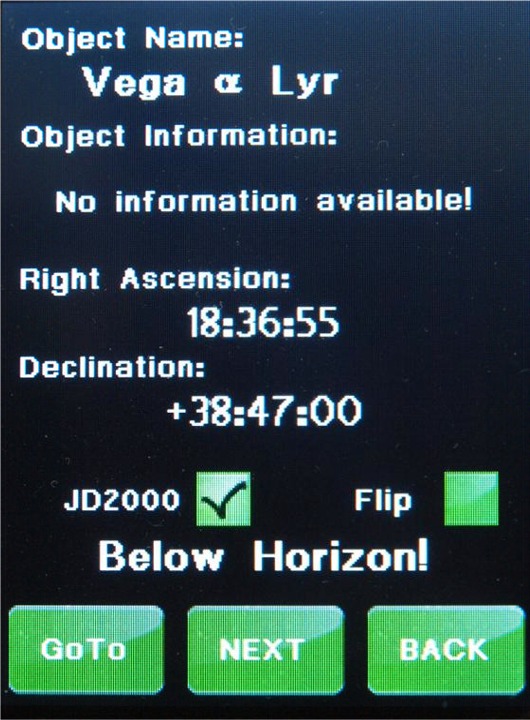 Object Name:
Vega α Lyr
Object Information:
No information available!
Right Ascension:
18:36:55
Declination:
+38:47:00
JD2000 Flip
Below Horizon!
GoTo NEXT BACK